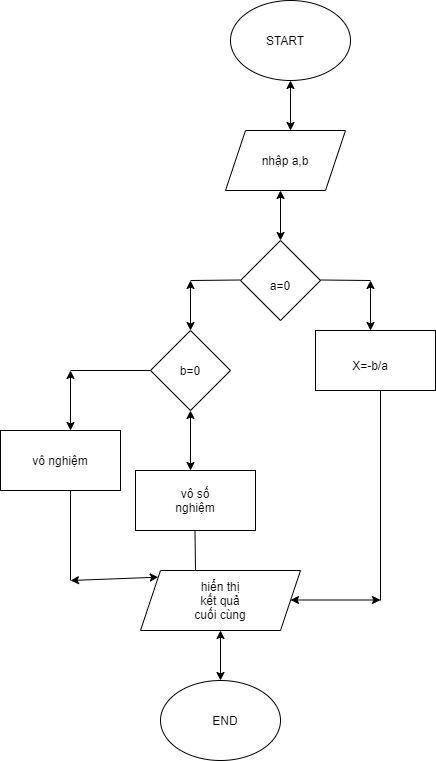 START
nhập a,b
a=0
b=0
X=-b/a
vô nghiệm
vô số
nghiệm
hiển thị
kết quả
cuối cùng
END